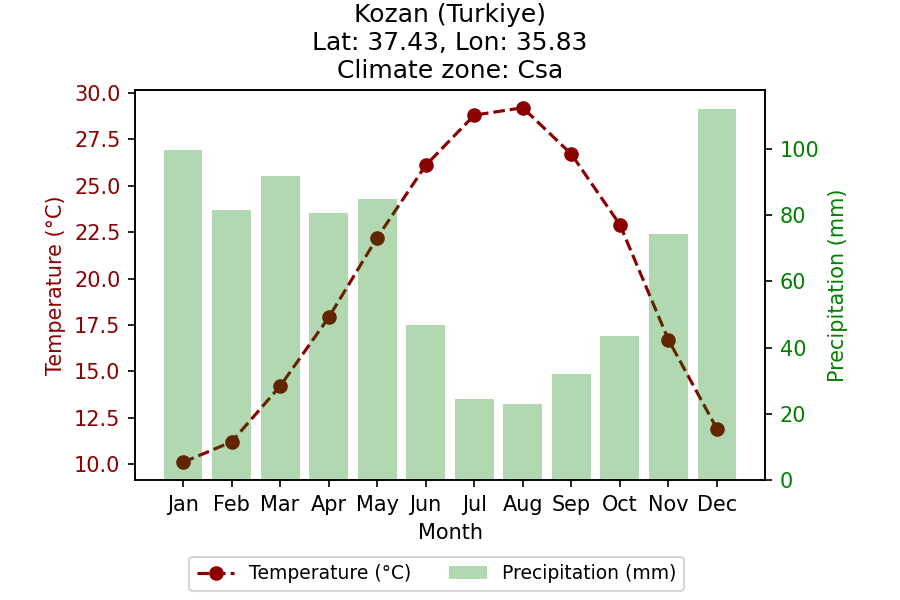 Kozan (Turkiye)
Lat: 37.43, Lon: 35.83
Climate zone: Csa
Temperature (°C)
30.0
27.5
25.0
22.5
20.0
17.5
15.0
12.5
10.0
100
80
60
40
20
0
Precipitation (mm)
Jan Feb Mar Apr May Jun Jul Aug Sep Oct Nov Dec
Month
Temperature (°C) Precipitation (mm)